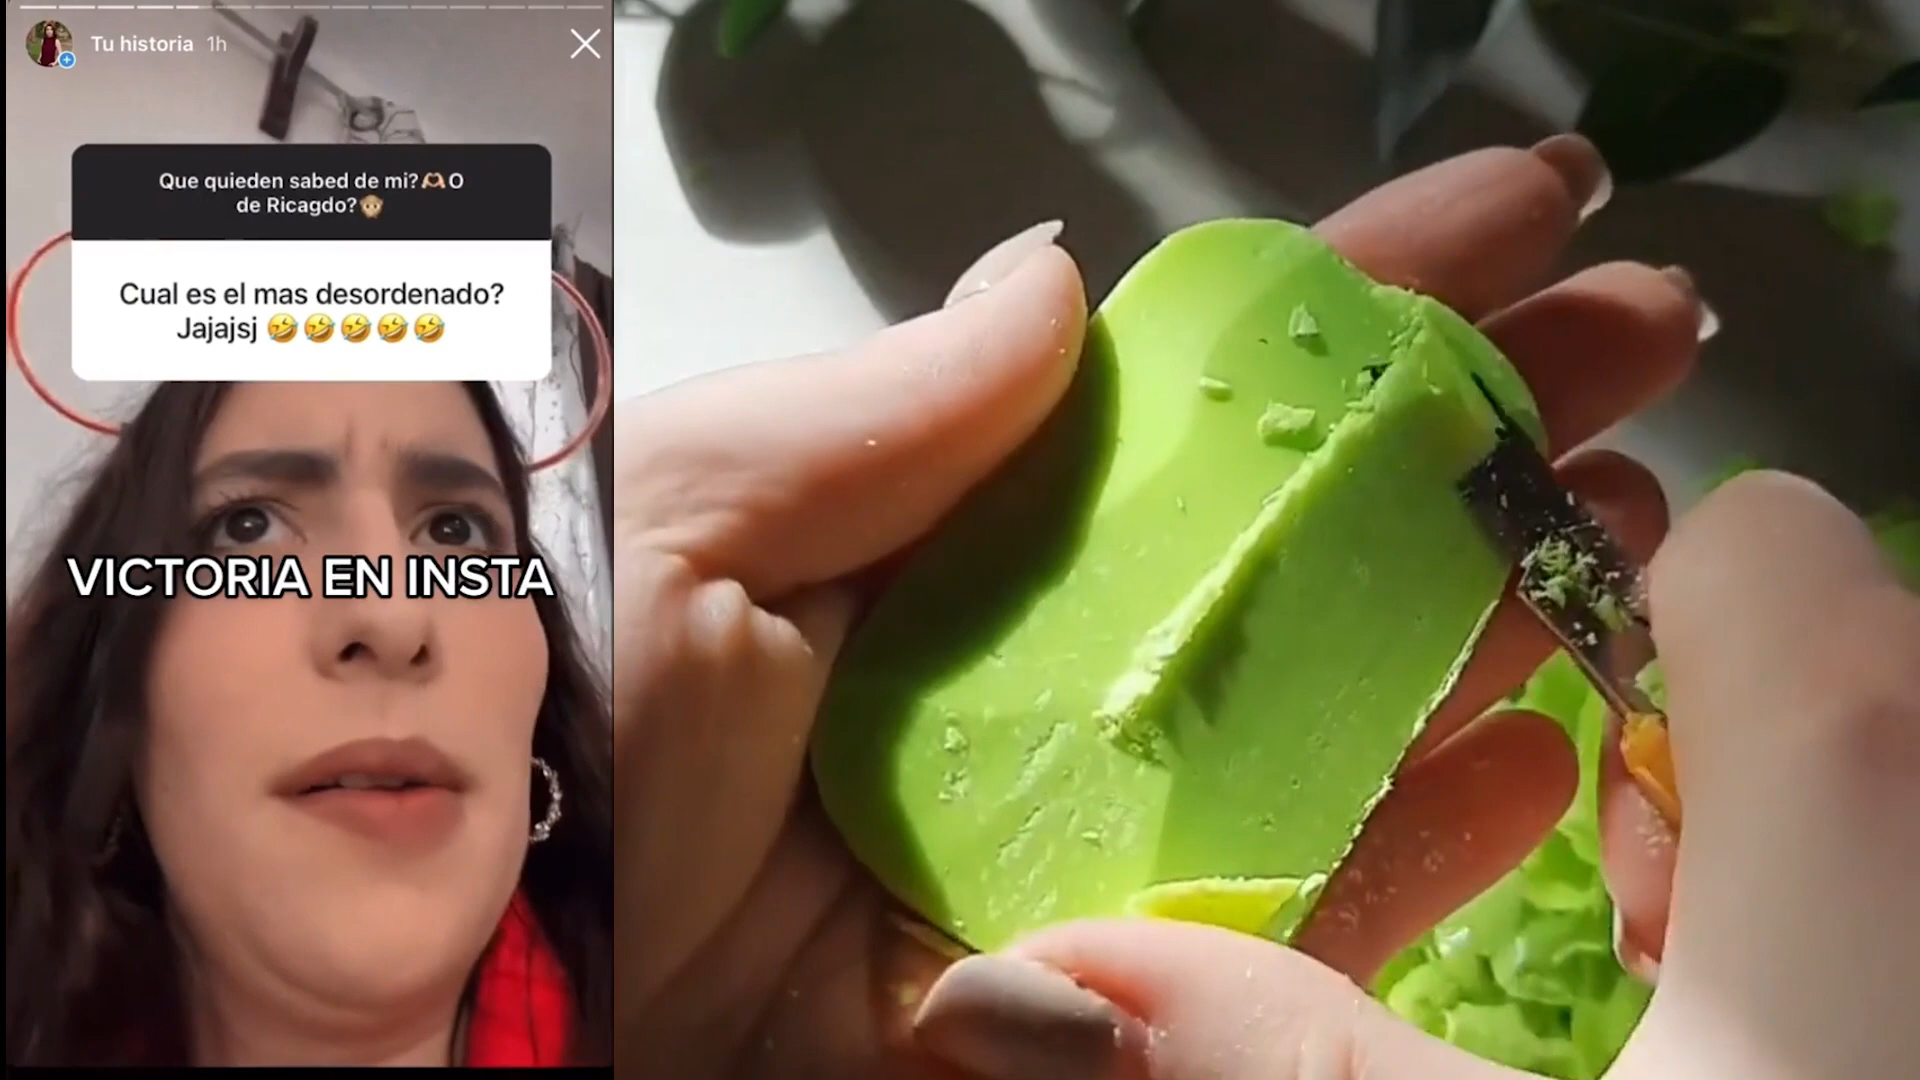 Tu historia 1h
Que quieden sabed de mi?🫶🏼O
de Ricagdo?🐵
Cual es el mas desordenado?
Jajajsj 🤣🤣🤣🤣🤣
VICTORIA EN INSTA